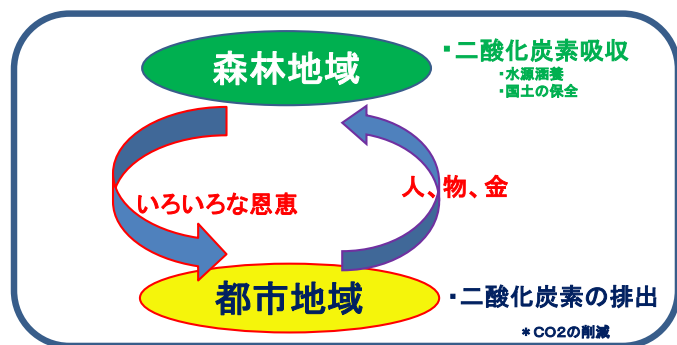 森林地域
・二酸化炭素吸収
・水源涵養
・国土の保全
いろいろな恩恵
人、物、金
都市地域
・二酸化炭素の排出
＊CO2の削減